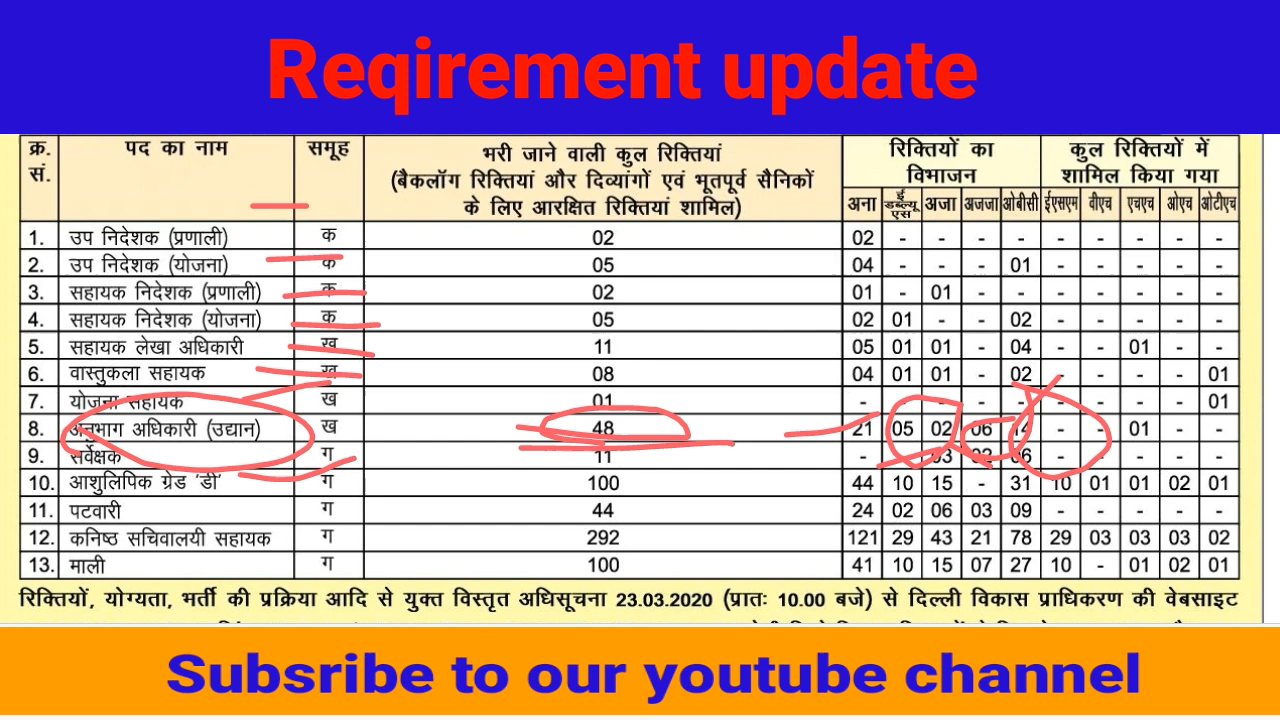 Reqirement update
क्र. सं. पद का नाम समूह भरी जाने वाली कुल रिक्तियां (बैकलॉग रिक्तियां और दिव्यांगों एवं भूतपूर्व सैनिकों के लिए आरक्षित रिक्तियां शामिल) रिक्तियों का विभाजन कुल रिक्तियों में शामिल किया गया
अना ई डब्ल्यू एस अजा अजजा ओबीसी ईएसएम वीएच एचएच ओएच ओटीएच
1. उप निदेशक (प्रणाली) क 02 02 - - - - - - - - -
2. उप निदेशक (योजना) क 05 04 - - - 01 - - - - -
3. सहायक निदेशक (प्रणाली) क 02 01 - 01 - - - - - - -
4. सहायक निदेशक (योजना) क 05 02 01 - - 02 - - - - -
5. सहायक लेखा अधिकारी ख 11 05 01 01 - 04 - - 01 - -
6. वास्तुकला सहायक ख 08 04 01 01 - 02 - - - - 01
7. योजना सहायक ख 01 - - - - - - - - - 01
8. अनुभाग अधिकारी (उद्यान) ख 48 21 05 02 06 14 - - 01 - -
9. सर्वेक्षक ग 11 - - 03 02 06 - - - - -
10. आशुलिपिक ग्रेड 'डी' ग 100 44 10 15 - 31 10 01 01 02 01
11. पटवारी ग 44 24 02 06 03 09 - - - - -
12. कनिष्ठ सचिवालयी सहायक ग 292 121 29 43 21 78 29 03 03 03 02
13. माली ग 100 41 10 15 07 27 10 - 01 02 01
रिक्तियों, योग्यता, भर्ती की प्रक्रिया आदि से युक्त विस्तृत अधिसूचना 23.03.2020 (प्रातः 10.00 बजे) से दिल्ली विकास प्राधिकरण की वेबसाइट
Subsribe to our youtube channel